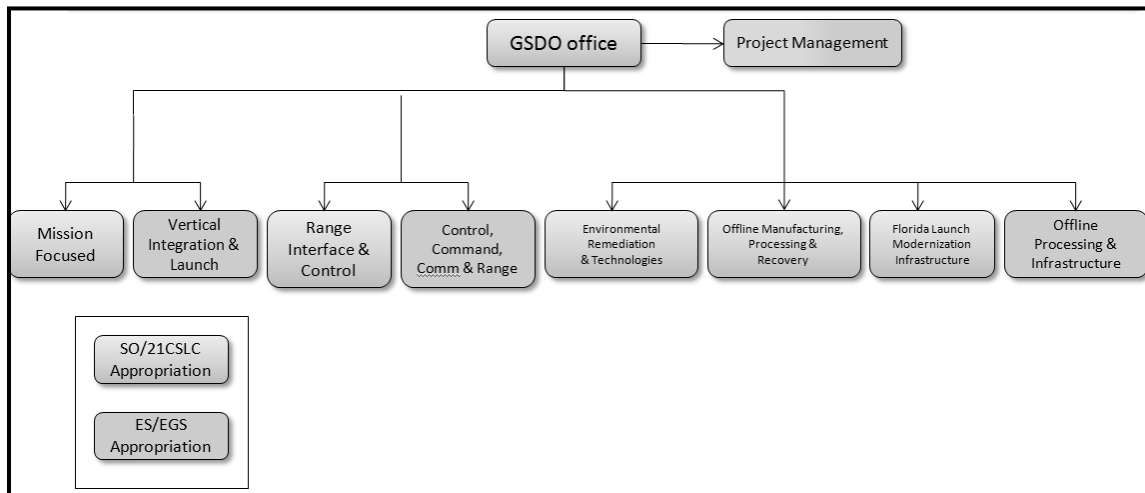 GSDO office
Project Management
Mission
Focused
Vertical
Integration &
Launch
Range
Interface &
Control
Control,
Command,
Comm & Range
Environmental
Remediation
& Technologies
Offline Manufacturing,
Processing &
Recovery
Florida Launch
Modernization
Infrastructure
Offline
Processing &
Infrastructure
SO/21CSLC
Appropriation
ES/EGS
Appropriation